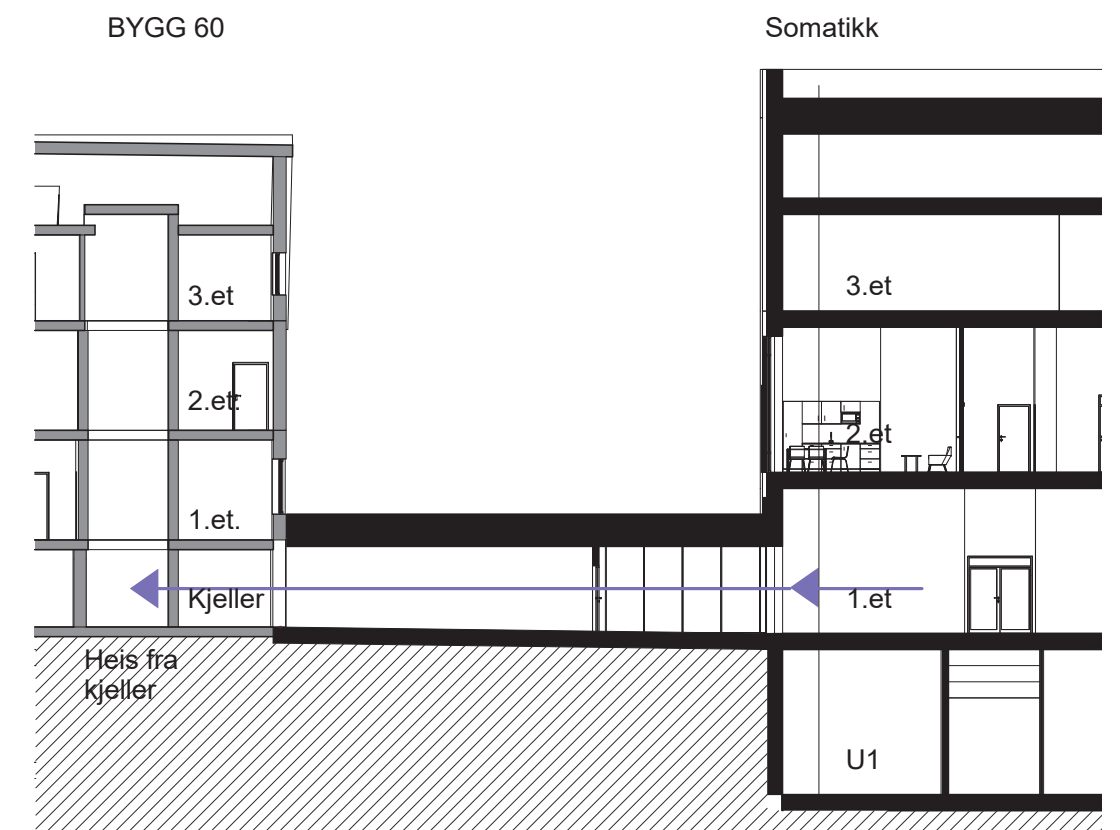 BYGG 60
Somatikk
3.et
2.et.
1.et.
Kjeller
Heis fra
kjeller
3.et
2.et
1.et
U1